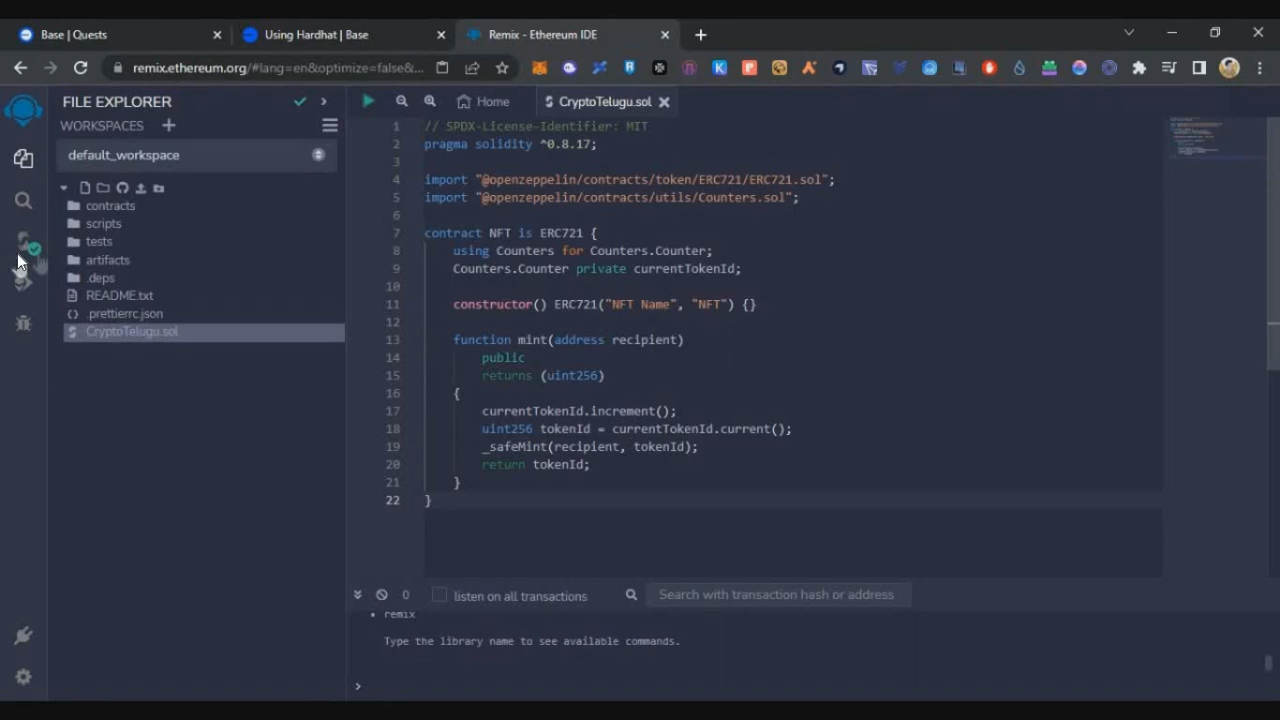 Base | Quests
Using Hardhat | Base
Remix - Ethereum IDE
remix.ethereum.org/#lang=en&optimize=false&...
FILE EXPLORER
WORKSPACES
default_workspace
contracts
scripts
tests
artifacts
.deps
README.txt
.prettierrc.json
CryptoTelugu.sol
Home
CryptoTelugu.sol
1 // SPDX-License-Identifier: MIT
2 pragma solidity ^0.8.17;
3
4 import "@openzeppelin/contracts/token/ERC721/ERC721.sol";
5 import "@openzeppelin/contracts/utils/Counters.sol";
6
7 contract NFT is ERC721 {
8 using Counters for Counters.Counter;
9 Counters.Counter private currentTokenId;
10
11 constructor() ERC721("NFT Name", "NFT") {}
12
13 function mint(address recipient)
14 public
15 returns (uint256)
16 {
17 currentTokenId.increment();
18 uint256 tokenId = currentTokenId.current();
19 _safeMint(recipient, tokenId);
20 return tokenId;
21 }
22 }
0 listen on all transactions Search with transaction hash or address
• remix
Type the library name to see available commands.
>